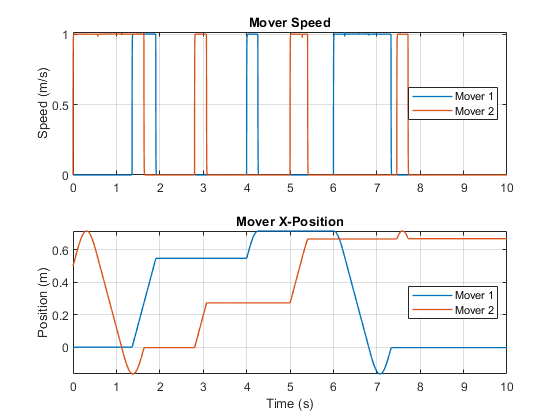 Mover Speed
Speed (m/s)
1
0.5
0
Mover 1
Mover 2
0 1 2 3 4 5 6 7 8 9 10
Mover X-Position
Position (m)
0.6
0.4
0.2
0
Mover 1
Mover 2
0 1 2 3 4 5 6 7 8 9 10
Time (s)